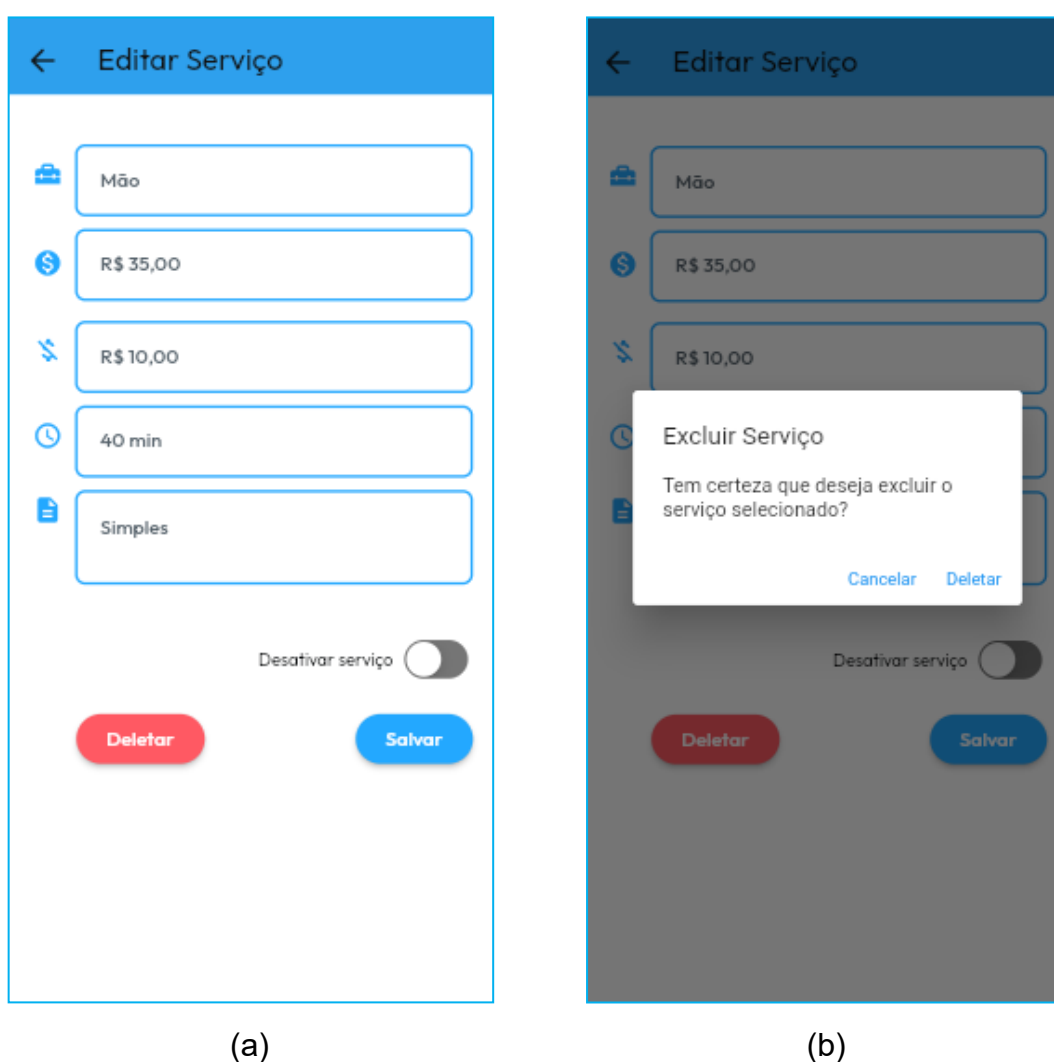 Editar Serviço
Mão
R$ 35,00
R$ 10,00
40 min
Simples
Desativar serviço
Deletar
Salvar
(a)
Editar Serviço
Mão
R$ 35,00
R$ 10,00
Excluir Serviço
Tem certeza que deseja excluir o
serviço selecionado?
Cancelar
Deletar
Desativar serviço
Deletar
Salvar
(b)